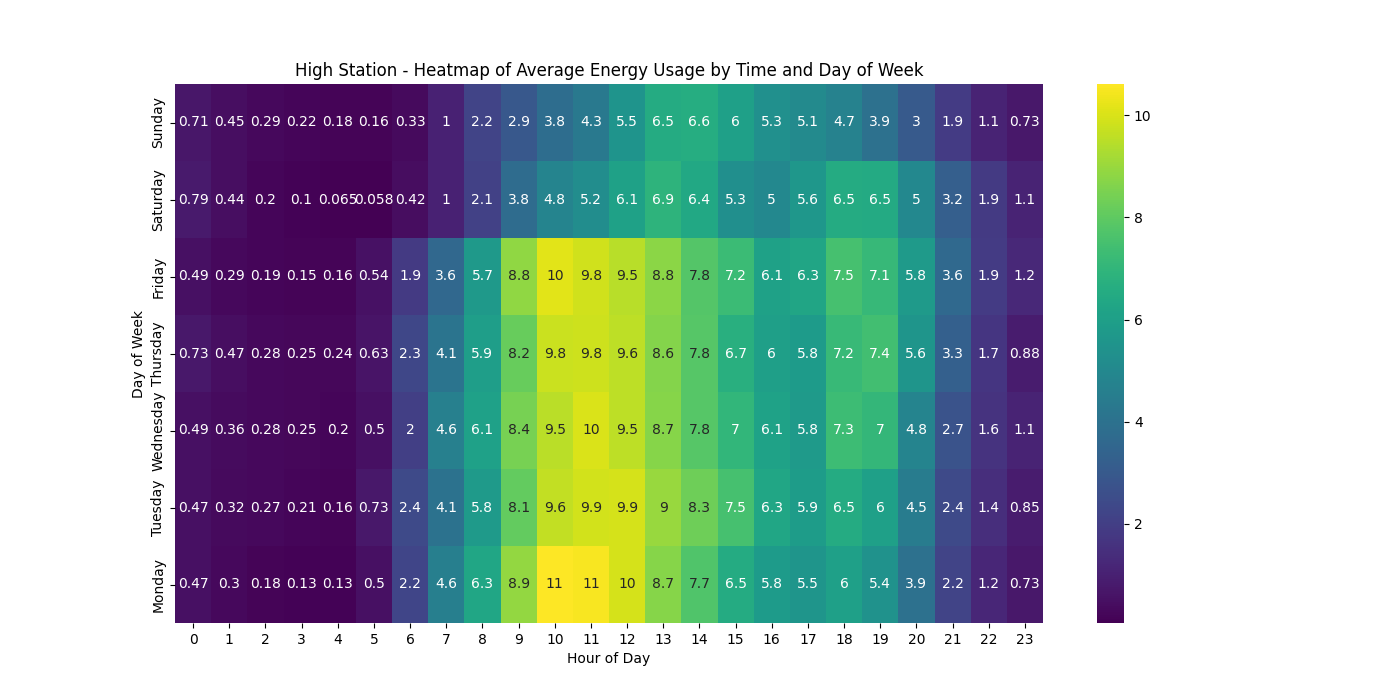 High Station - Heatmap of Average Energy Usage by Time and Day of Week
Day of Week
Sunday 0.71 0.45 0.29 0.22 0.18 0.16 0.33 1 2.2 2.9 3.8 4.3 5.5 6.5 6.6 6 5.3 5.1 4.7 3.9 3 1.9 1.1 0.73
Saturday 0.79 0.44 0.2 0.1 0.065 0.058 0.42 1 2.1 3.8 4.8 5.2 6.1 6.9 6.4 5.3 5 5.6 6.5 6.5 5 3.2 1.9 1.1
Friday 0.49 0.29 0.19 0.15 0.16 0.54 1.9 3.6 5.7 8.8 10 9.8 9.5 8.8 7.8 7.2 6.1 6.3 7.5 7.1 5.8 3.6 1.9 1.2
Thursday 0.73 0.47 0.28 0.25 0.24 0.63 2.3 4.1 5.9 8.2 9.8 9.8 9.6 8.6 7.8 6.7 6 5.8 7.2 7.4 5.6 3.3 1.7 0.88
Wednesday 0.49 0.36 0.28 0.25 0.2 0.5 2 4.6 6.1 8.4 9.5 10 9.5 8.7 7.8 7 6.1 5.8 7.3 7 4.8 2.7 1.6 1.1
Tuesday 0.47 0.32 0.27 0.21 0.16 0.73 2.4 4.1 5.8 8.1 9.6 9.9 9.9 9 8.3 7.5 6.3 5.9 6.5 6 4.5 2.4 1.4 0.85
Monday 0.47 0.3 0.18 0.13 0.13 0.5 2.2 4.6 6.3 8.9 11 11 10 8.7 7.7 6.5 5.8 5.5 6 5.4 3.9 2.2 1.2 0.73
0 1 2 3 4 5 6 7 8 9 10 11 12 13 14 15 16 17 18 19 20 21 22 23
Hour of Day
10
8
6
4
2